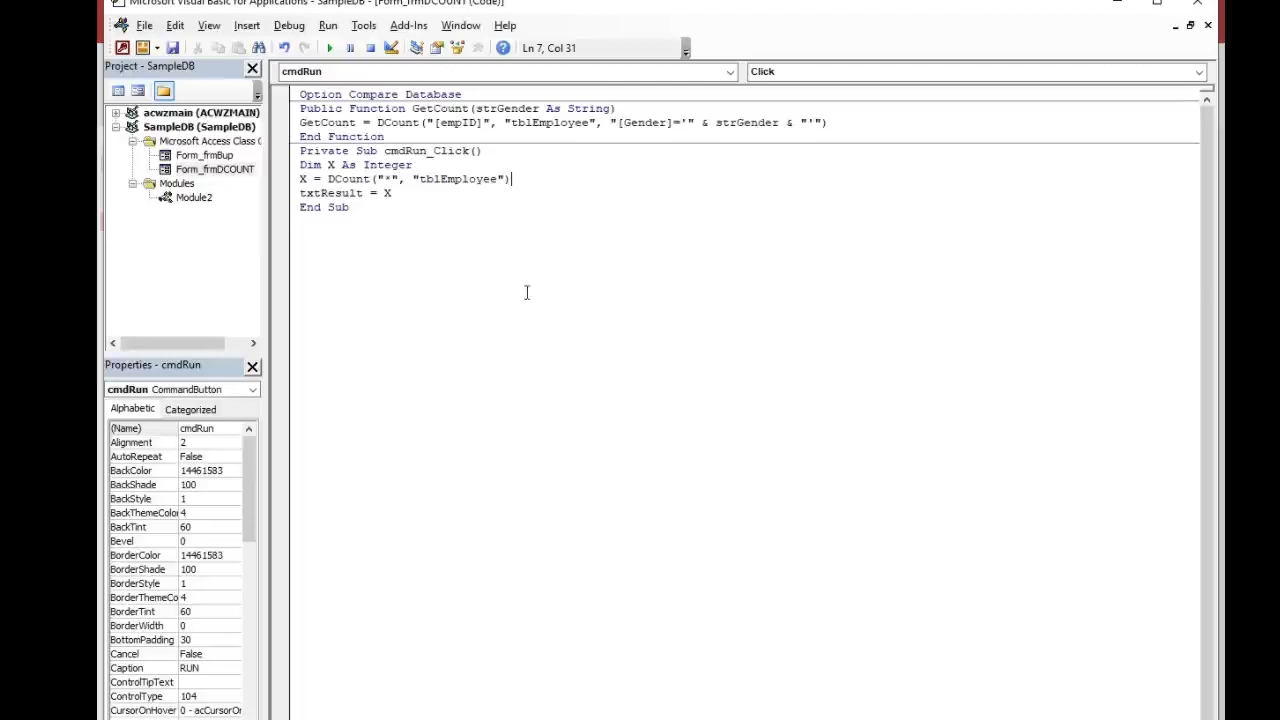 Microsoft Visual Basic for Applications - SampleDB - [Form_frmDCOUNT (Code)]
File Edit View Insert Debug Run Tools Add-Ins Window Help
Ln 7, Col 31
Project - SampleDB
cmdRun Click
acwzmain (ACWZMAIN)
SampleDB (SampleDB)
Microsoft Access Class O
Form_frmBup
Form_frmDCOUNT
Modules
Module2
Option Compare Database
Public Function GetCount(strGender As String)
GetCount = DCount("[empID]", "tblEmployee", "[Gender]='" & strGender & "'")
End Function
Private Sub cmdRun_Click()
Dim X As Integer
X = DCount("*", "tblEmployee")
txtResult = X
End Sub
Properties - cmdRun
cmdRun CommandButton
Alphabetic Categorized
(Name) cmdRun
Alignment 2
AutoRepeat False
BackColor 14461583
BackShade 100
BackStyle 1
BackThemeColor 4
BackTint 60
Bevel 0
BorderColor 14461583
BorderShade 100
BorderStyle 1
BorderThemeCo 4
BorderTint 60
BorderWidth 0
BottomPadding 30
Cancel False
Caption RUN
ControlTipText
ControlType 104
CursorOnHover 0 - acCursorOn